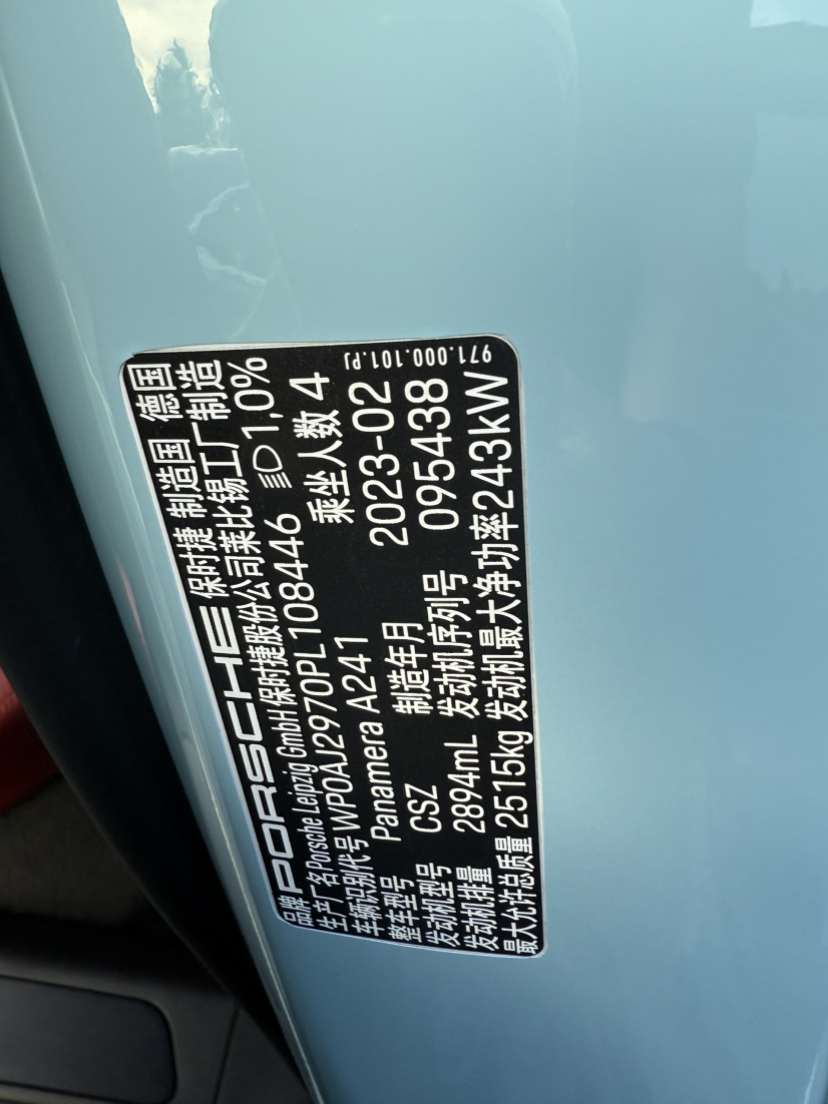 品牌 PORSCHE 保时捷 制造国 德国
生产厂名 Porsche Leipzig GmbH 保时捷股份公司莱比锡工厂制造
车辆识别代号 WP0AJ2970PL108446 1,0%
整车型号 Panamera A241 乘坐人数 4
发动机型号 CSZ 制造年月 2023-02
发动机排量 2894mL 发动机序列号 095438
最大允许总质量 2515kg 发动机最大净功率 243kW
971.000.101.PJ